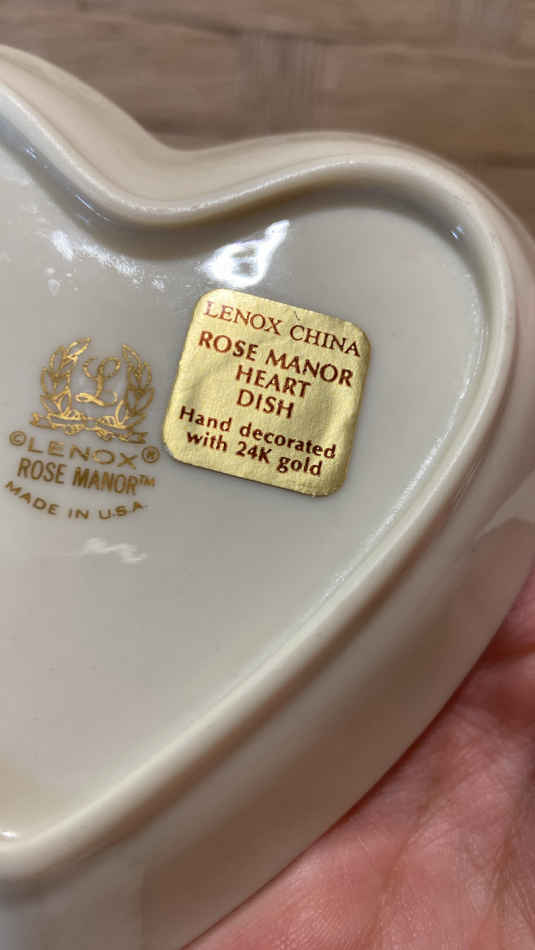 L
©LENOX®
ROSE MANOR™
MADE IN U.S.A.
LENOX CHINA
ROSE MANOR
HEART
DISH
Hand decorated
with 24K gold